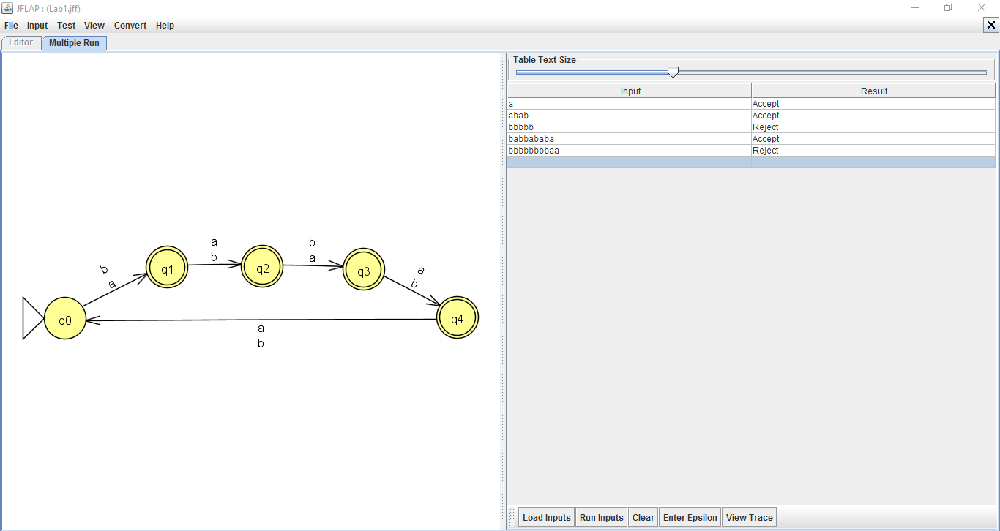 JFLAP : (Lab1.jff)
File Input Test View Convert Help
Editor Multiple Run
Table Text Size
Input Result
a Accept
abab Accept
bbbbb Reject
babbababa Accept
bbbbbbbbaa Reject
b
a
a
b
b
a
a
b
q0
q1
q2
q3
q4
a
b
Load Inputs Run Inputs Clear Enter Epsilon View Trace